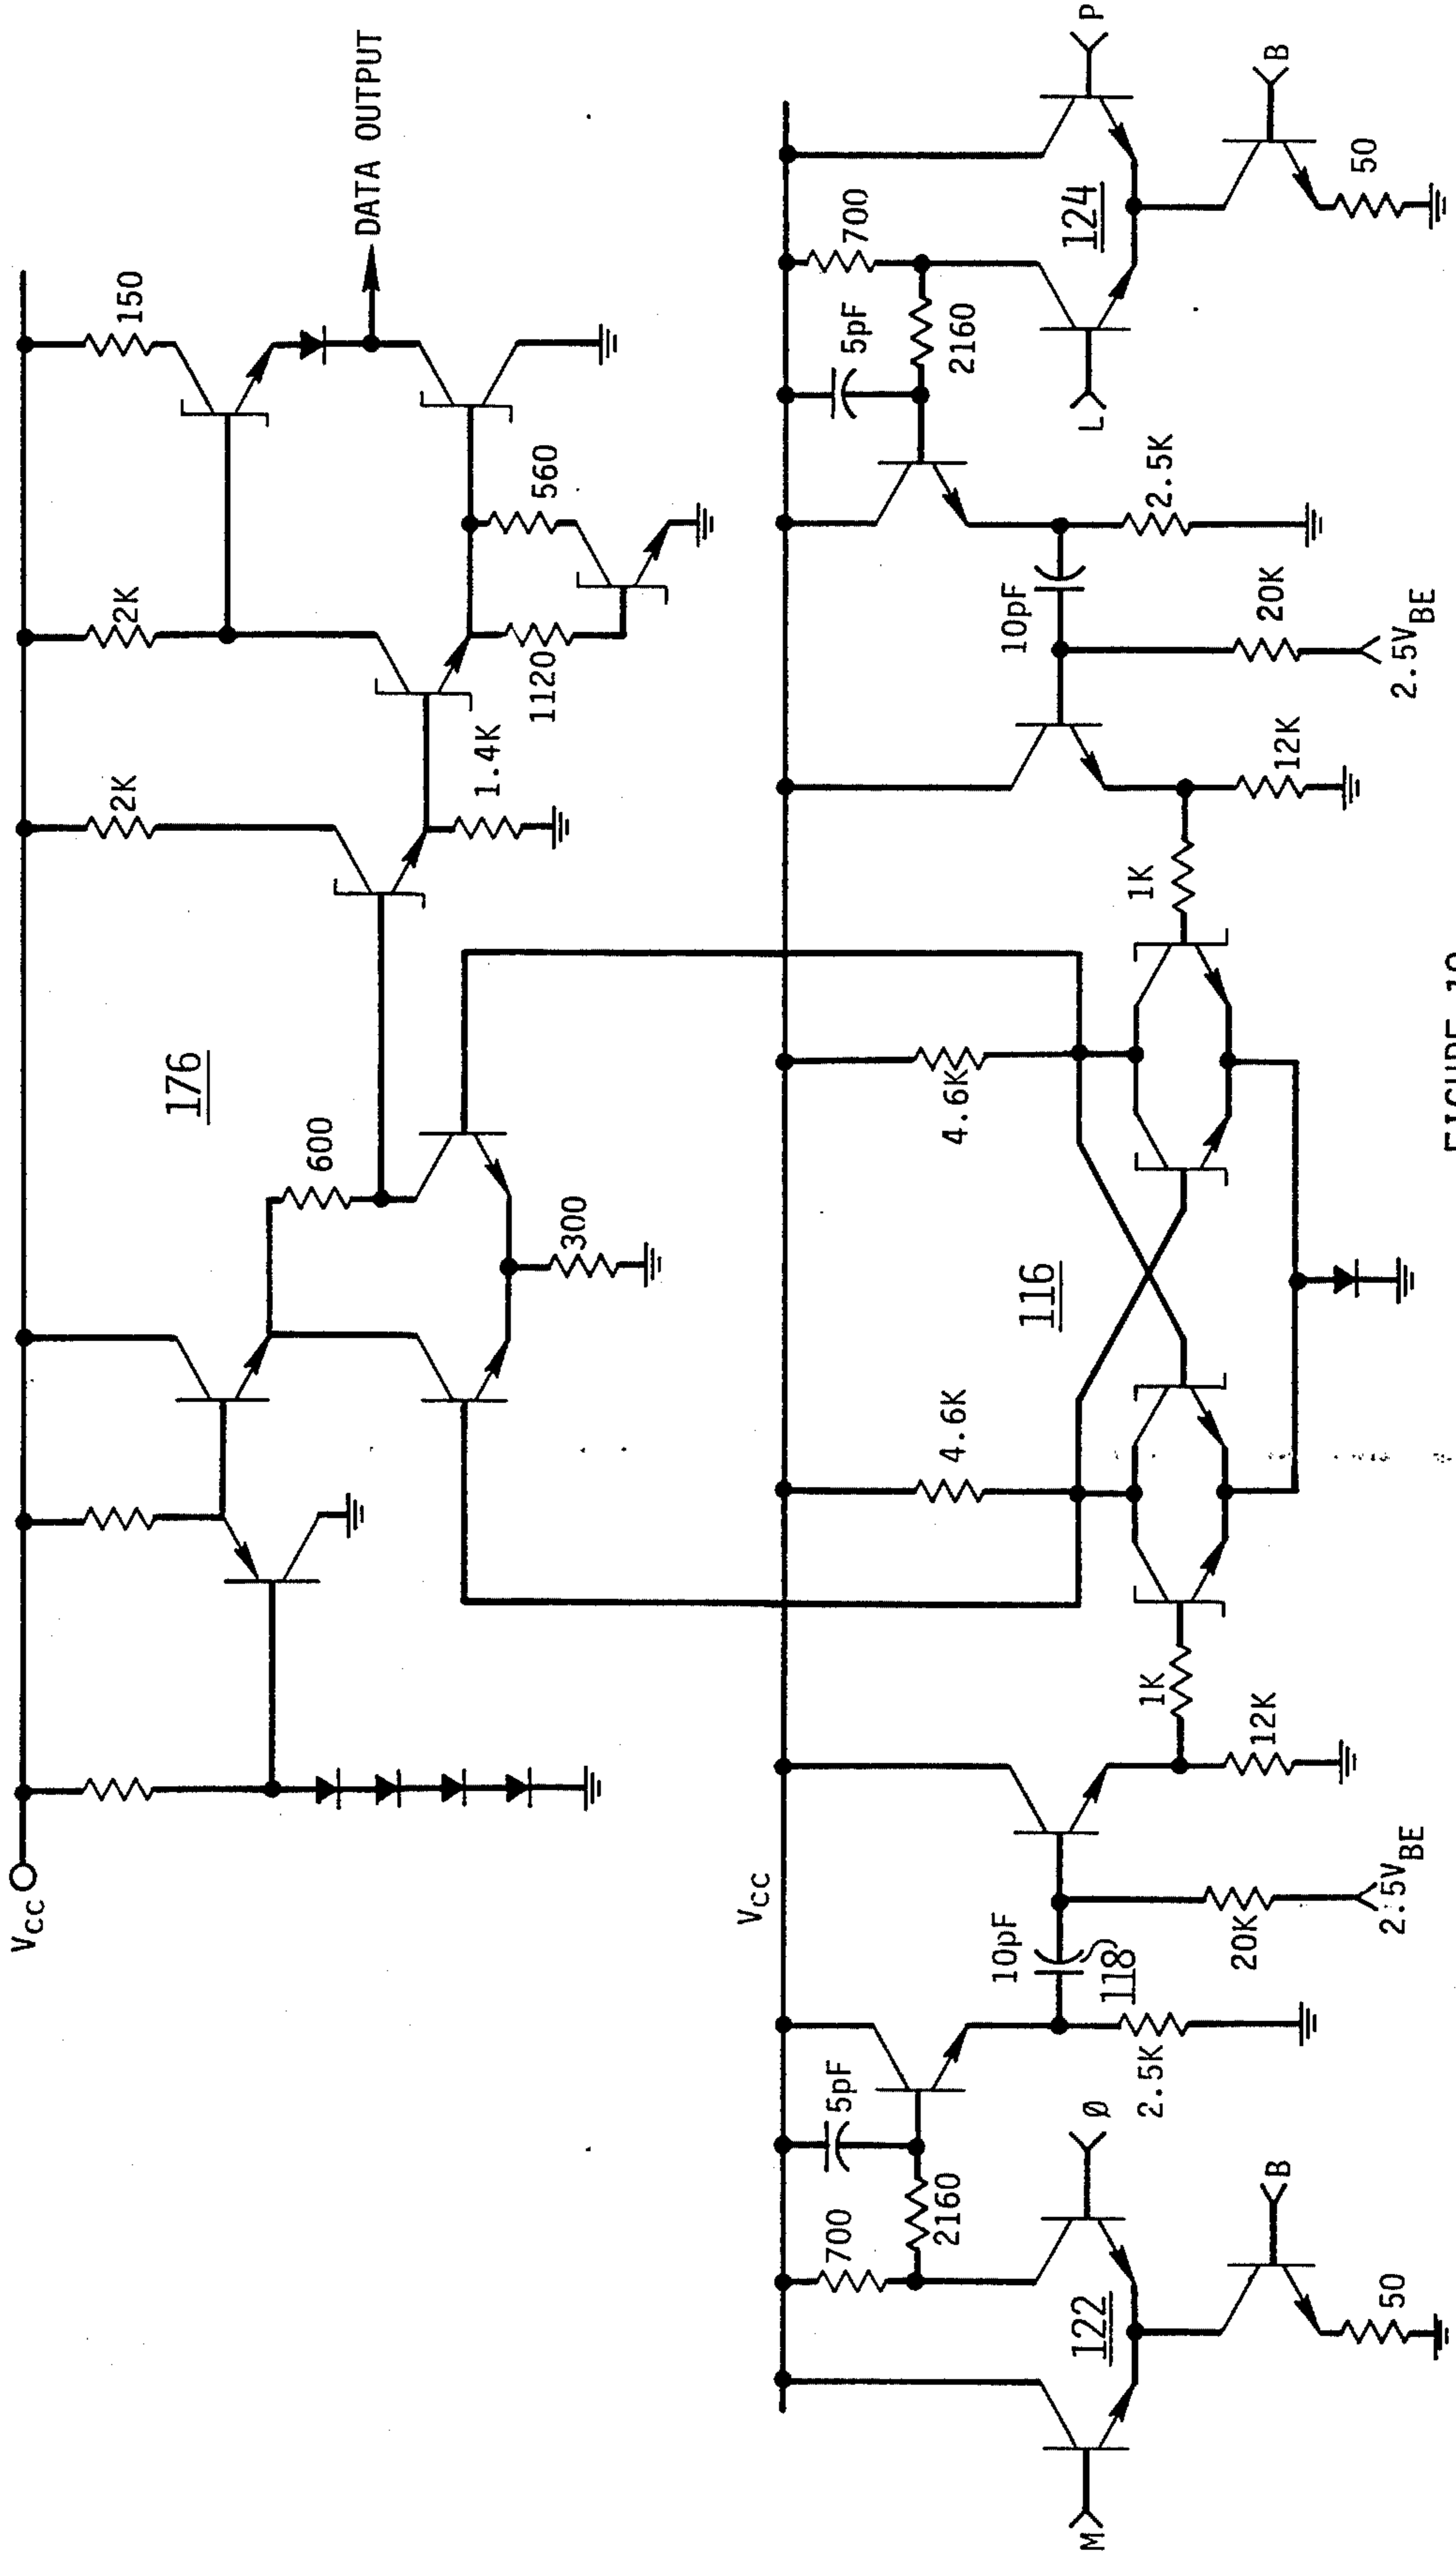 VCC
2K
2K
150
176
600
DATA OUTPUT
1.4K
1120
560
300
VCC
700
5pF
5pF
700
2160
4.6K
4.6K
2160
10pF
116
10pF
M
122
Ø
118
L
124
P
2.5K
1K
1K
2.5K
20K
12K
12K
20K
B
B
50
2.5VBE
2.5VBE
50
FIGURE